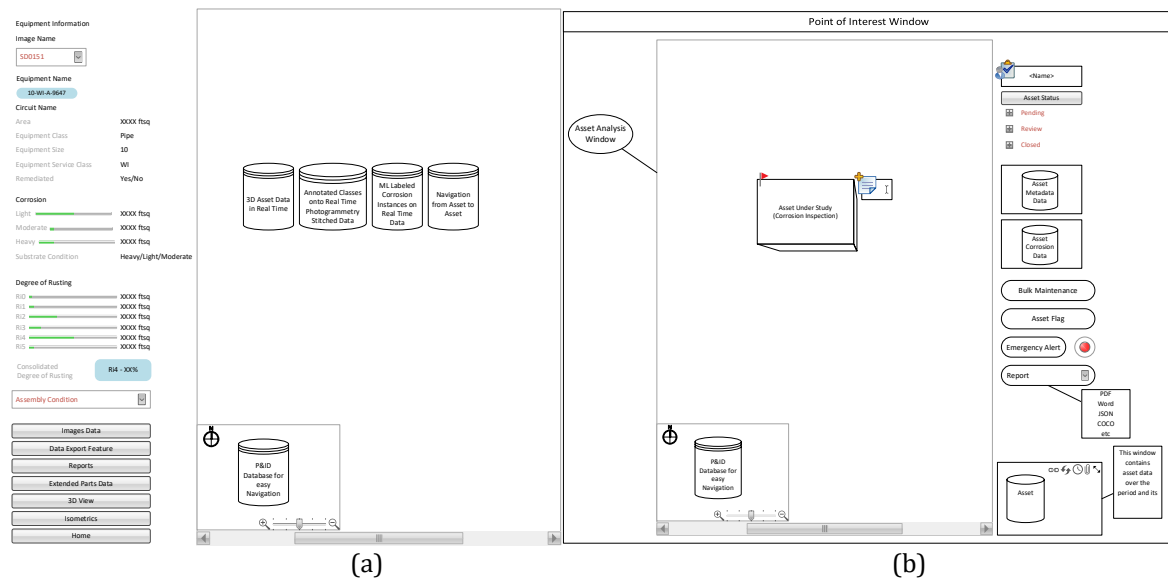 Equipment Information
Image Name
SD0151
Equipment Name
10-WI-A-9647
Circuit Name
Area XXXX ftsq
Equipment Class Pipe
Equipment Size 10
Equipment Service Class WI
Remediated Yes/No
Corrosion
Light XXXX ftsq
Moderate XXXX ftsq
Heavy XXXX ftsq
Substrate Condition Heavy/Light/Moderate
Degree of Rusting
Ri0 XXXX ftsq
Ri1 XXXX ftsq
Ri2 XXXX ftsq
Ri3 XXXX ftsq
Ri4 XXXX ftsq
Ri5 XXXX ftsq
Consolidated
Degree of Rusting
Ri4 - XX%
Assembly Condition
Images Data
Data Export Feature
Reports
Extended Parts Data
3D View
Isometrics
Home
3D Asset Data
in Real Time
Annotated Classes
onto Real Time
Photogrammetry
Stitched Data
ML Labeled
Corrosion
Instances on
Real Time
Data
Navigation
from Asset to
Asset
P&ID
Database for
easy
Navigation
(a)
Point of Interest Window
Asset Analysis
Window
Asset Under Study
(Corrosion Inspection)
P&ID
Database for
easy
Navigation
<Name>
Asset Status
Pending
Review
Closed
Asset
Metadata
Data
Asset
Corrosion
Data
Bulk Maintenance
Asset Flag
Emergency Alert
Report
PDF
Word
JSON
COCO
etc
Asset
This window
contains
asset data
over the
period and its
(b)